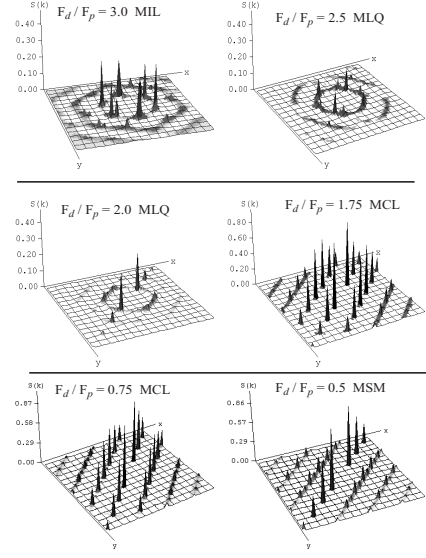 S(k) F_d / F_p = 3.0 MIL
0.40
0.30
0.20
0.10
0.00
x
y
S(k) F_d / F_p = 2.5 MLQ
0.40
0.30
0.20
0.10
0.00
x
y
S(k) F_d / F_p = 2.0 MLQ
0.40
0.30
0.20
0.10
0.00
x
y
S(k) F_d / F_p = 1.75 MCL
0.80
0.60
0.40
0.20
0.00
x
y
S(k) F_d / F_p = 0.75 MCL
0.87
0.58
0.29
0.00
x
y
S(k) F_d / F_p = 0.5 MSM
0.86
0.57
0.29
0.00
x
y